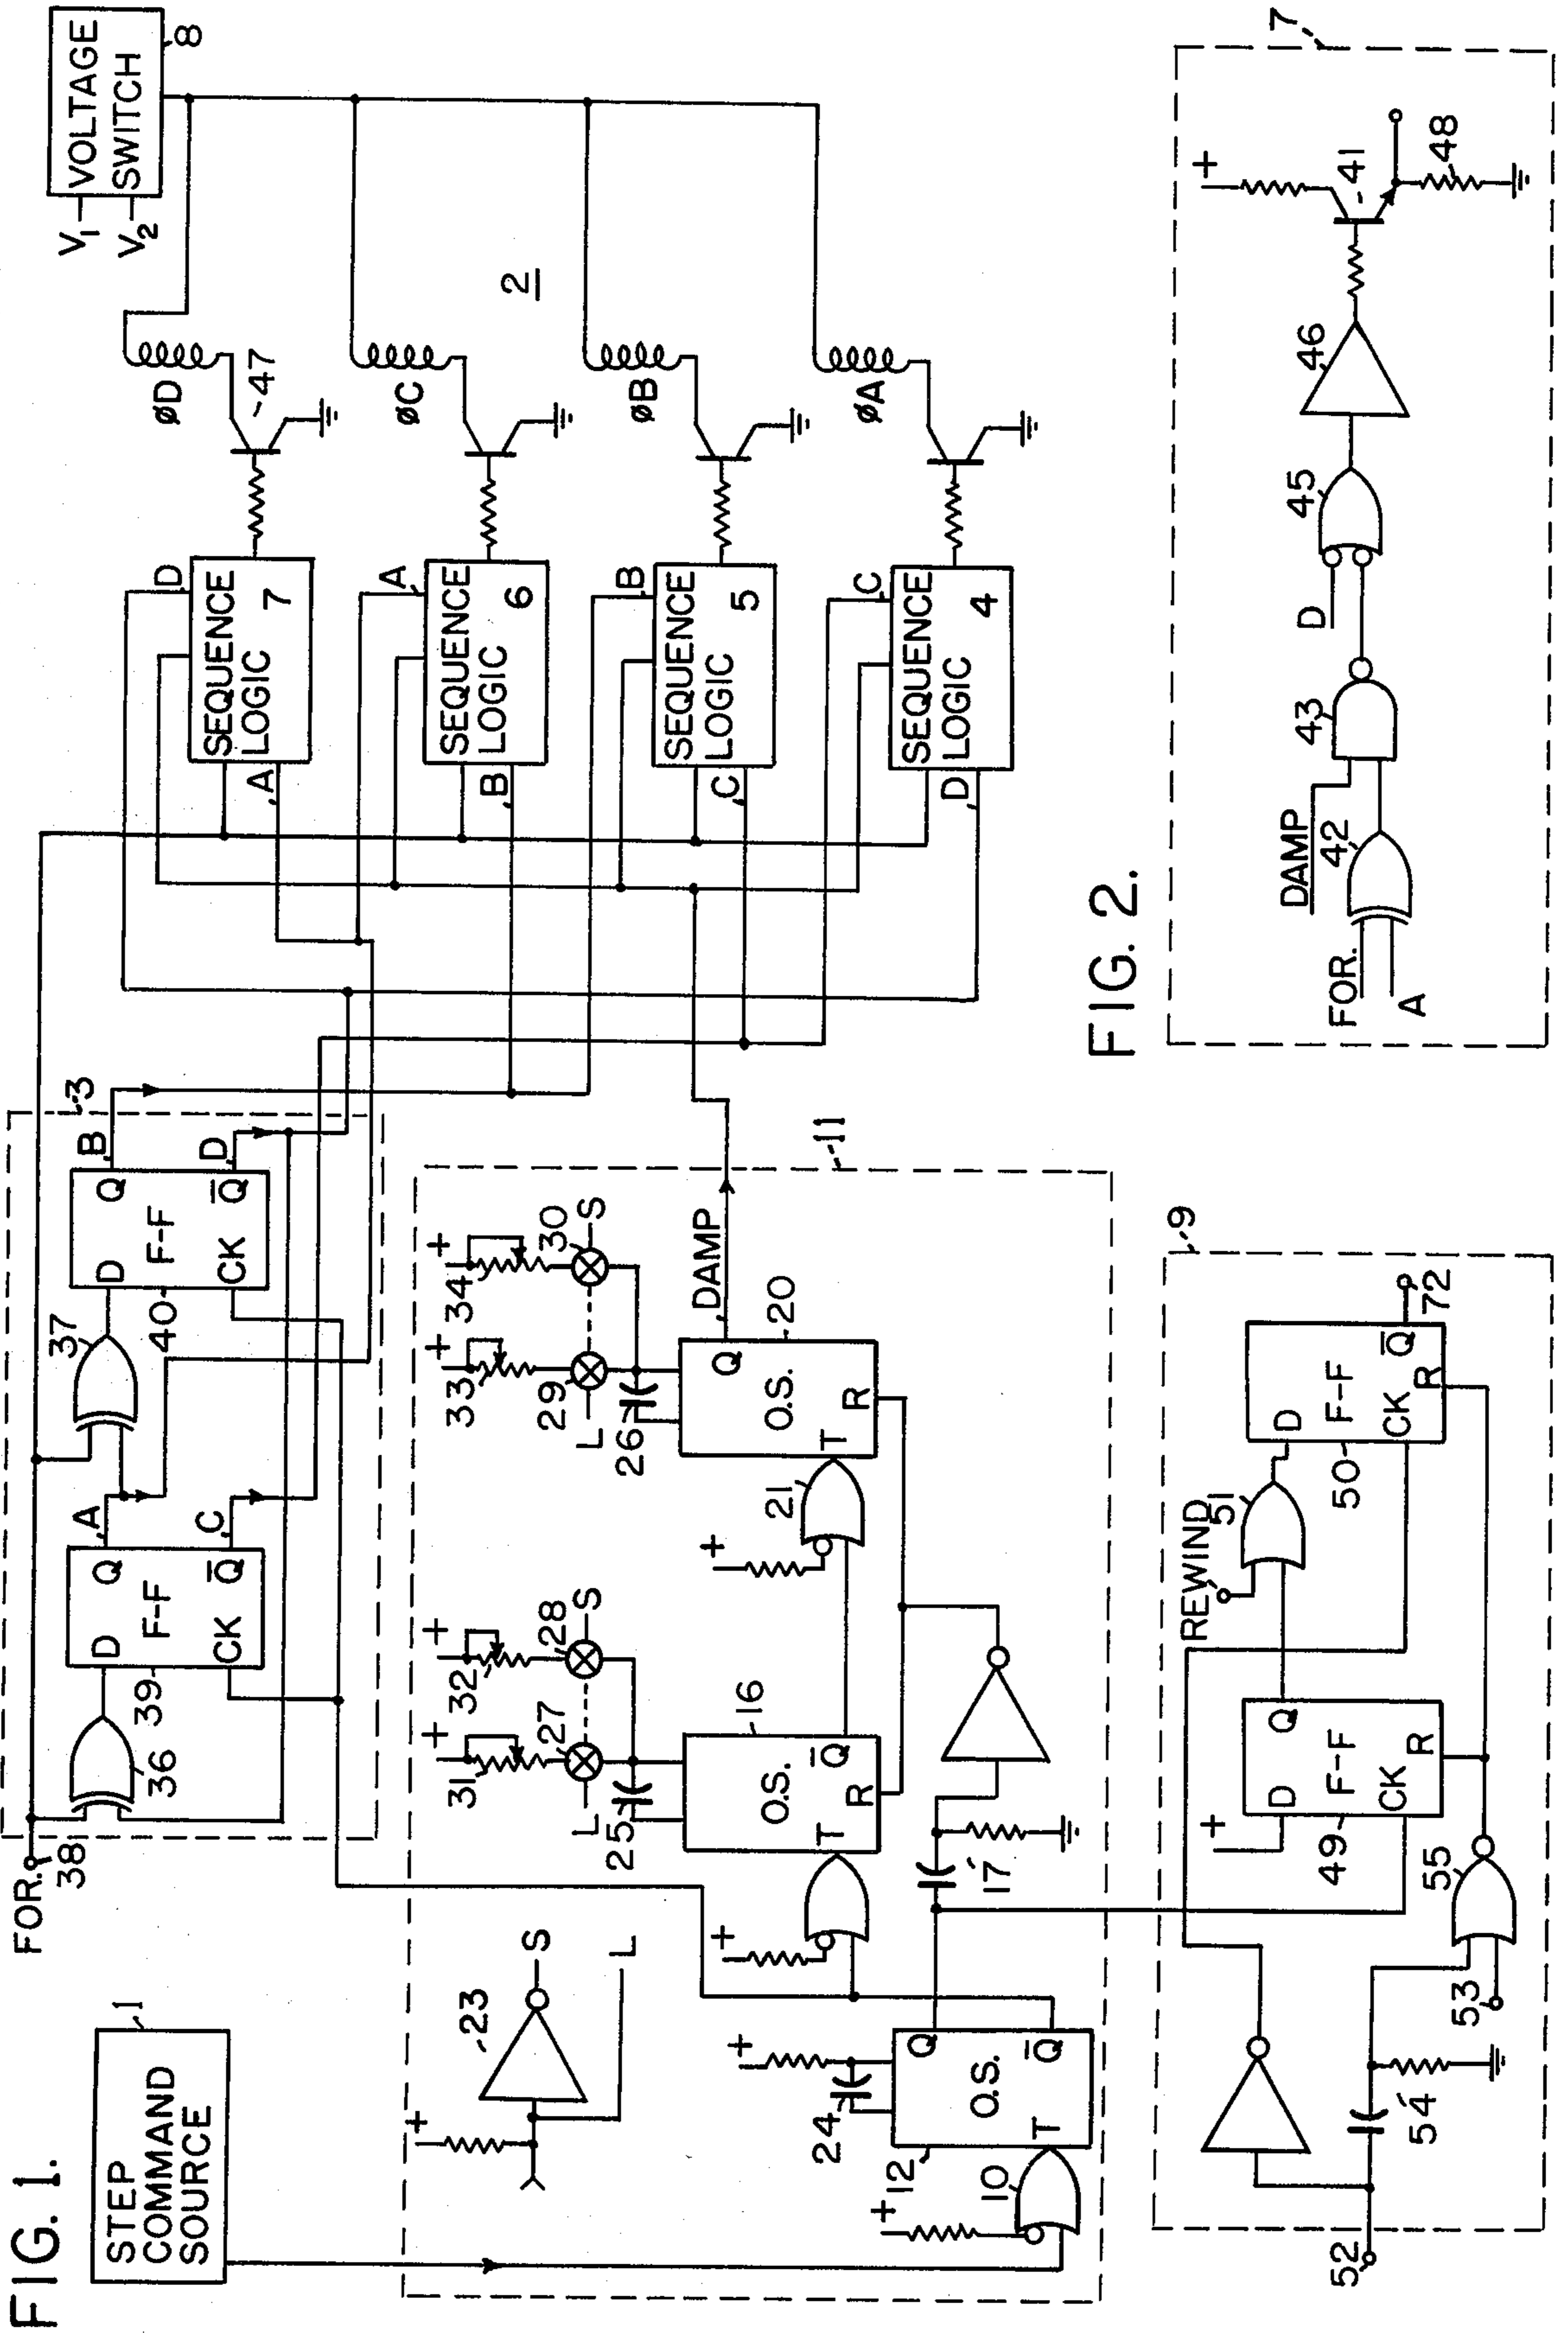 FIG. 1.
STEP
COMMAND
SOURCE
1
FOR.
38
36
D
Q
A
F-F
39
CK
Q̅
C
37
D
Q
B
F-F
40
CK
Q̅
D
3
VOLTAGE
SWITCH
V1
V2
8
2
øD
47
øC
øB
øA
D
SEQUENCE
LOGIC
7
A
A
SEQUENCE
LOGIC
6
B
B
SEQUENCE
LOGIC
5
C
C
SEQUENCE
LOGIC
4
D
11
23
S
L
+
+
24
+
10
12
T
O.S.
Q
Q̅
17
+
+
31
+
32
27
28
L
S
25
16
O.S.
T
Q̅
R
+
21
+
33
+
34
29
30
L
S
26
20
O.S.
T
Q
R
DAMP
9
52
54
53
55
+
49
D
F-F
CK
Q
R
REWIND
51
50
D
F-F
CK
R
Q̅
72
FIG. 2.
7
FOR.
A
42
DAMP
43
D
45
46
+
41
48